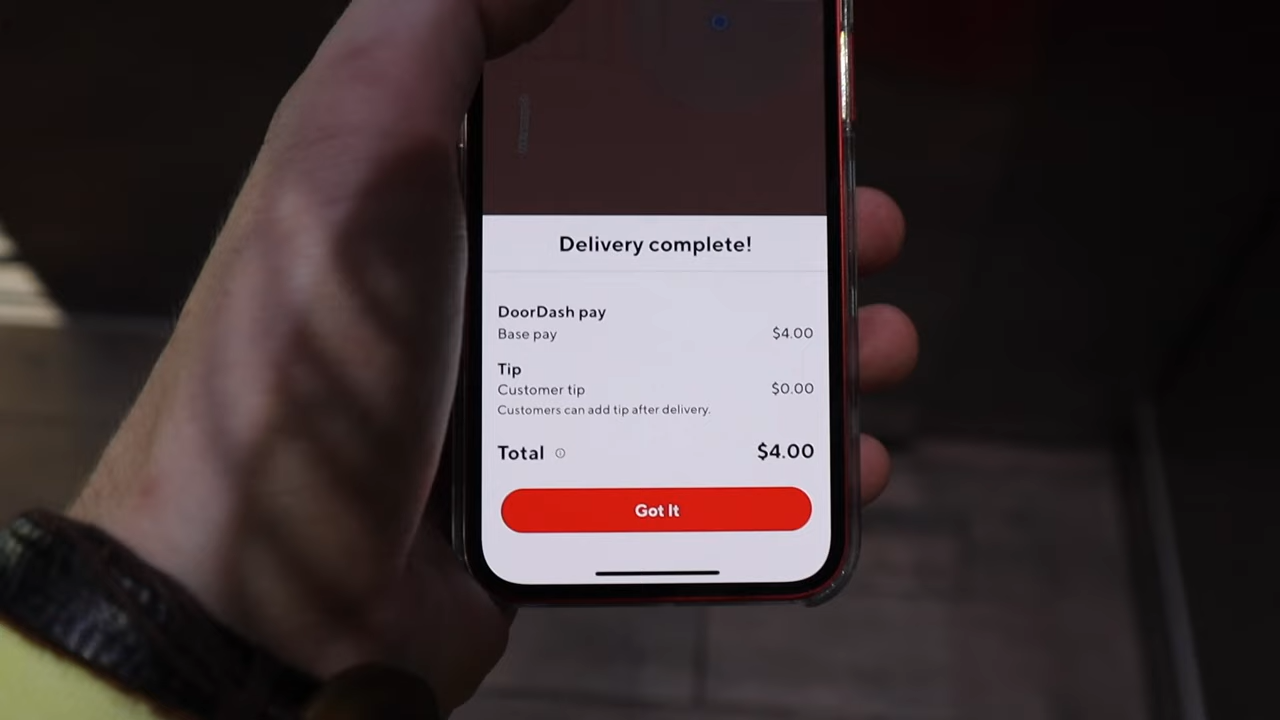 Delivery complete!
DoorDash pay
Base pay $4.00
Tip
Customer tip $0.00
Customers can add tip after delivery.
Total $4.00
Got It